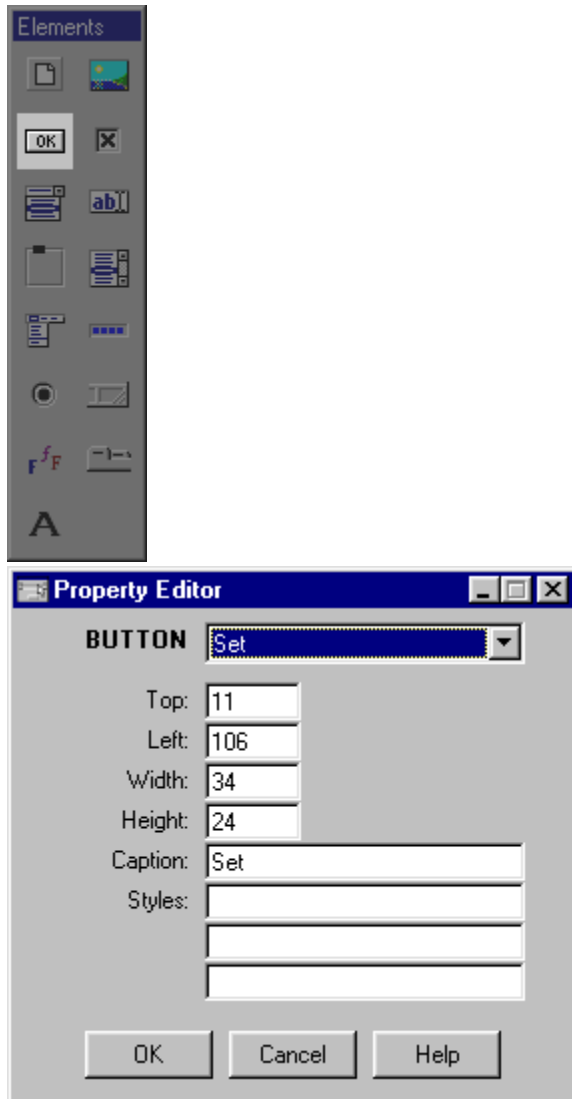 Elements
OK
ab
F f F
A
Property Editor
BUTTON Set
Top: 11
Left: 106
Width: 34
Height: 24
Caption: Set
Styles:
OK Cancel Help